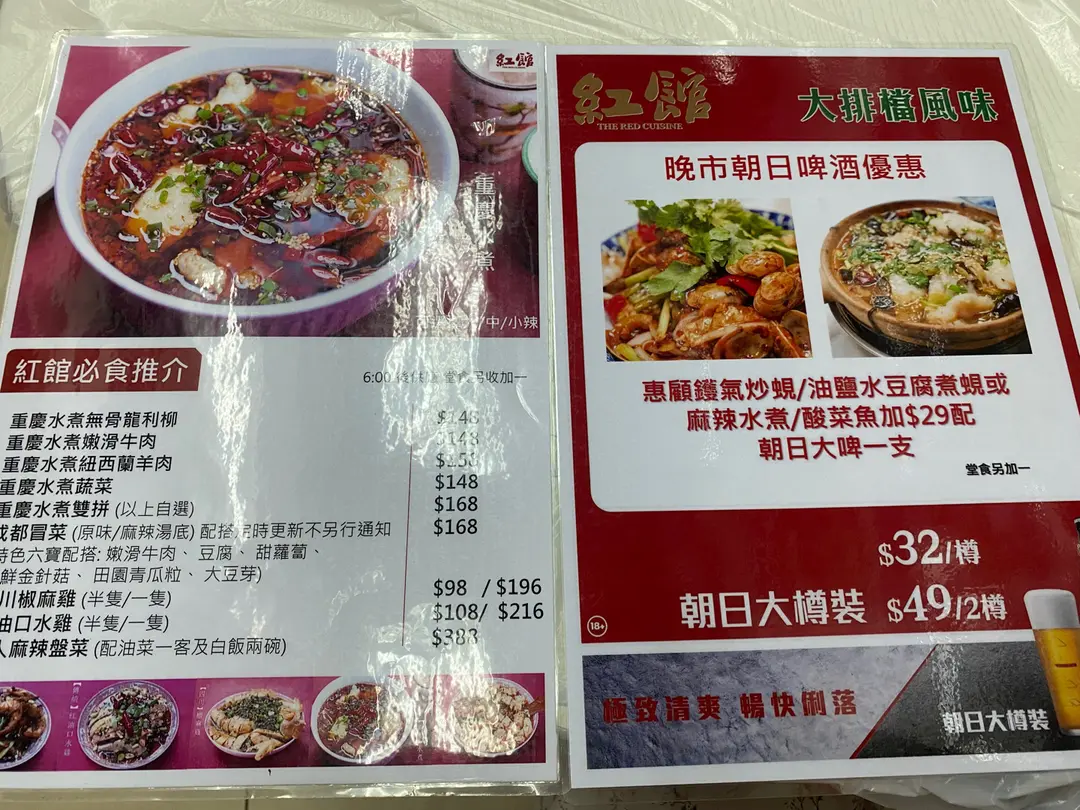 紅館
重慶水煮
/中/小辣
紅館必食推介
6:00 後供應 堂食另收加一
重慶水煮無骨龍利柳 $148
重慶水煮嫩滑牛肉 $148
重慶水煮紐西蘭羊肉 $158
重慶水煮蔬菜 $148
重慶水煮雙拼 (以上自選) $168
成都冒菜 (原味/麻辣湯底) 配搭定時更新不另行通知 $168
特色六寶配搭: 嫩滑牛肉、 豆腐、 甜蘿蔔、
鮮金針菇、 田園青瓜粒、 大豆芽)
川椒麻雞 (半隻/一隻) $98 / $196
油口水雞 (半隻/一隻) $108/ $216
人麻辣盤菜 (配油菜一客及白飯兩碗) $388
紅館
THE RED CUISINE
大排檔風味
晚市朝日啤酒優惠
惠顧鑊氣炒蜆/油鹽水豆腐煮蜆或
麻辣水煮/酸菜魚加$29配
朝日大啤一支
堂食另加一
$32/樽
朝日大樽裝 $49/2樽
18+
極致清爽 暢快俐落
朝日大樽裝